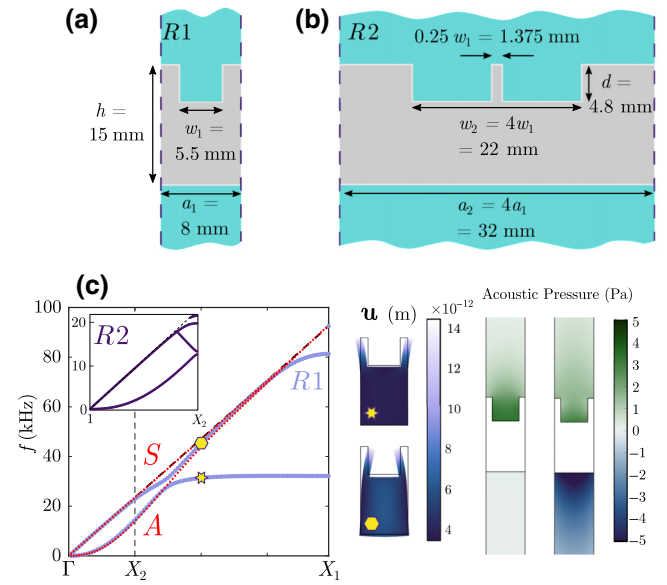 (a)
R1
h =
15 mm
w₁ =
5.5 mm
a₁ =
8 mm
(b)
R2
0.25 w₁ = 1.375 mm
d =
4.8 mm
w₂ = 4w₁
= 22 mm
a₂ = 4a₁
= 32 mm
(c)
f (kHz)
100
80
60
40
20
0
Γ
X₂
X₁
R2
20
10
0
1
X₂
R1
S
A
u (m)
×10⁻¹²
14
12
10
8
6
4
Acoustic Pressure (Pa)
5
4
3
2
1
0
−1
−2
−3
−4
−5